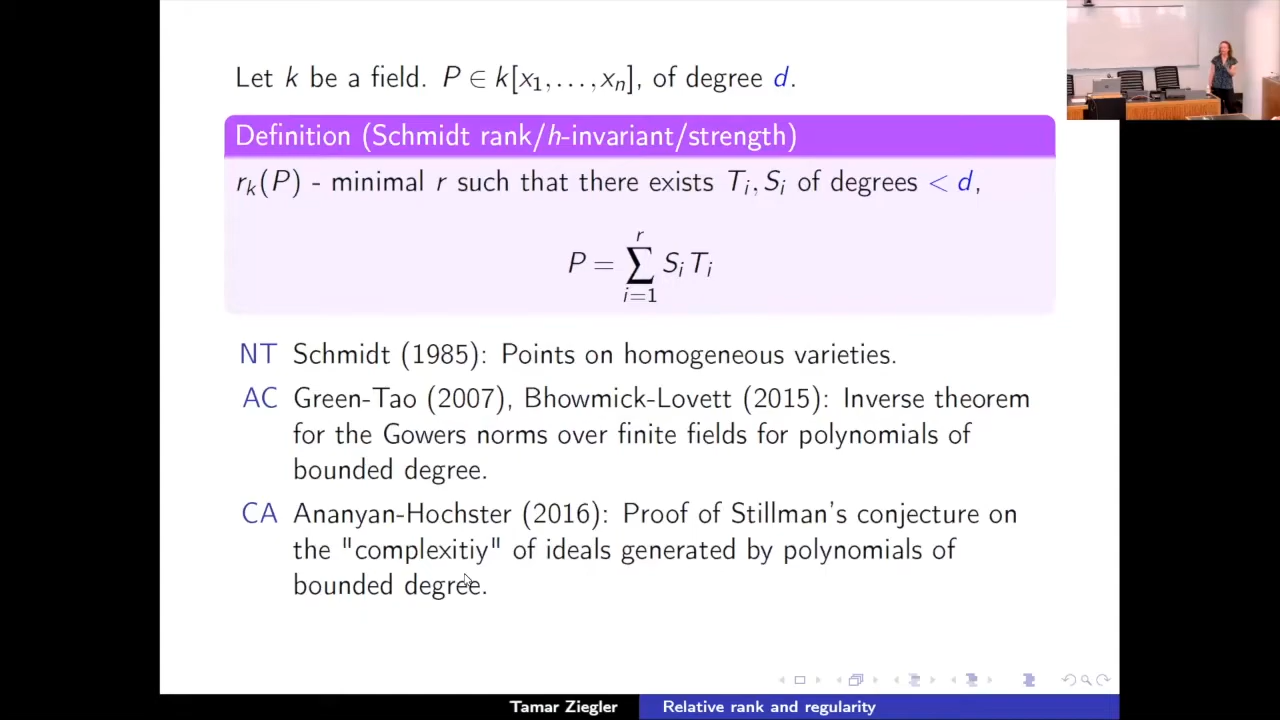 Let k be a field. P ∈ k[x₁, . . . , xₙ], of degree d.
Definition (Schmidt rank/h-invariant/strength)
rₖ(P) - minimal r such that there exists Tᵢ, Sᵢ of degrees < d,
P = ∑ᵢ₌₁ʳ SᵢTᵢ
NT Schmidt (1985): Points on homogeneous varieties.
AC Green-Tao (2007), Bhowmick-Lovett (2015): Inverse theorem
for the Gowers norms over finite fields for polynomials of
bounded degree.
CA Ananyan-Hochster (2016): Proof of Stillman's conjecture on
the "complexitiy" of ideals generated by polynomials of
bounded degree.
Tamar Ziegler Relative rank and regularity